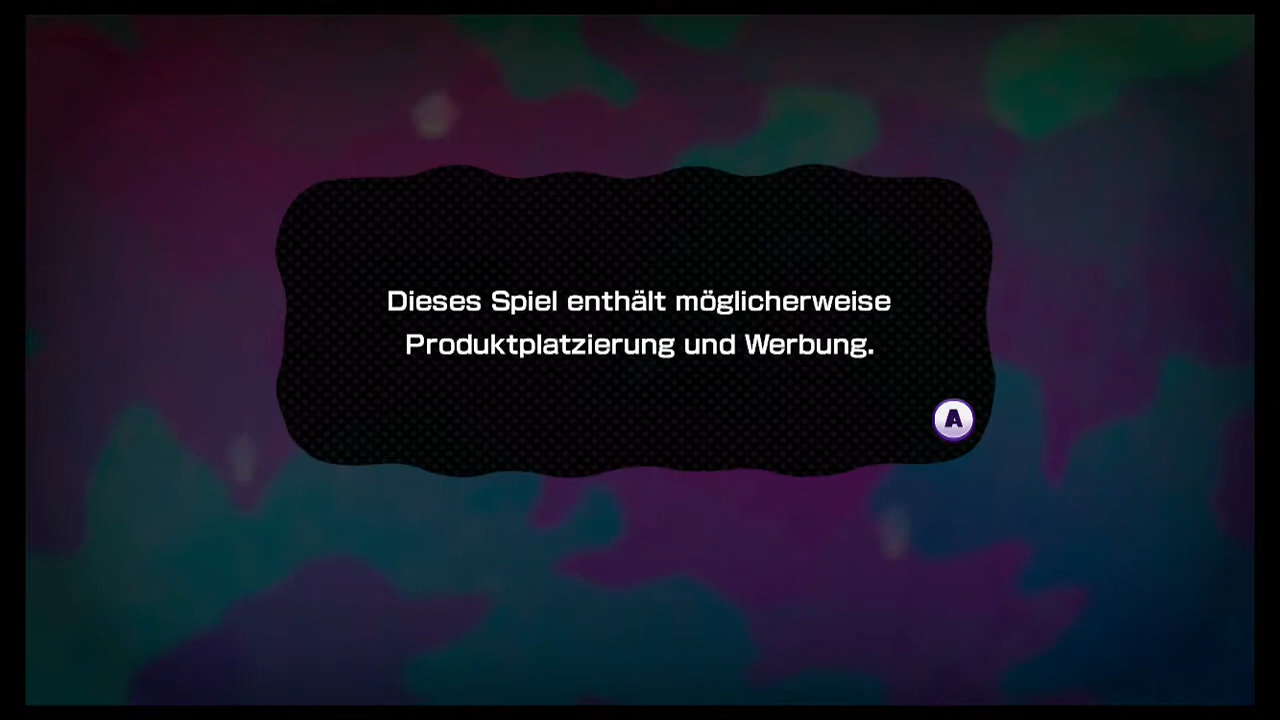 Dieses Spiel enthält möglicherweise
Produktplatzierung und Werbung.
A